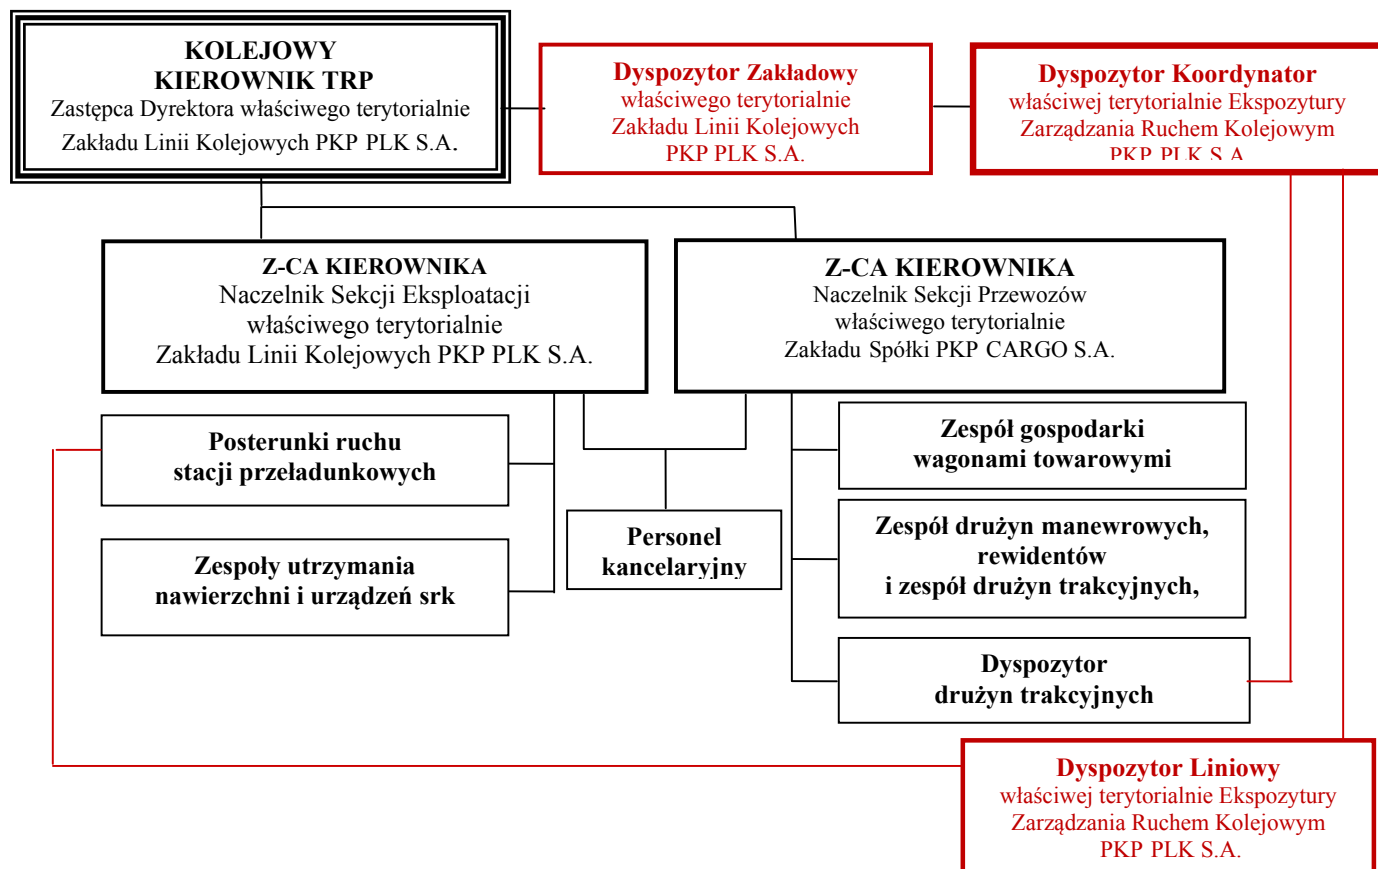 KOLEJOWY
KIEROWNIK TRP
Zastępca Dyrektora właściwego terytorialnie
Zakładu Linii Kolejowych PKP PLK S.A.
Dyspozytor Zakładowy
właściwego terytorialnie
Zakładu Linii Kolejowych
PKP PLK S.A.
Dyspozytor Koordynator
właściwej terytorialnie Ekspozytury
Zarządzania Ruchem Kolejowym
PKP PLK S.A.
Z-CA KIEROWNIKA
Naczelnik Sekcji Eksploatacji
właściwego terytorialnie
Zakładu Linii Kolejowych PKP PLK S.A.
Z-CA KIEROWNIKA
Naczelnik Sekcji Przewozów
właściwego terytorialnie
Zakładu Spółki PKP CARGO S.A.
Posterunki ruchu
stacji przeładunkowych
Zespół gospodarki
wagonami towarowymi
Zespoły utrzymania
nawierzchni i urządzeń srk
Personel
kancelaryjny
Zespół drużyn manewrowych,
rewidentów
i zespół drużyn trakcyjnych,
Dyspozytor
drużyn trakcyjnych
Dyspozytor Liniowy
właściwej terytorialnie Ekspozytury
Zarządzania Ruchem Kolejowym
PKP PLK S.A.